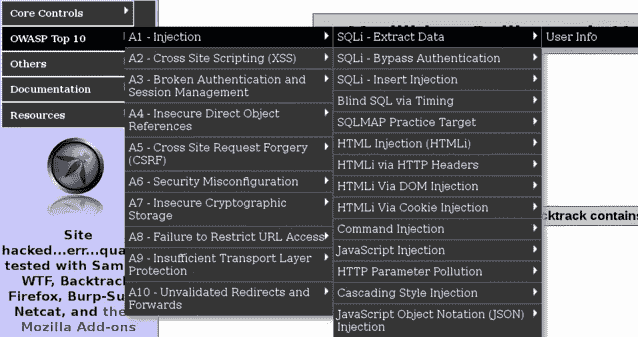 Core Controls
OWASP Top 10
Others
Documentation
Resources
Site
hacked...err...qua
tested with Sam
WTF, Backtra
Firefox, Burp-Su
Netcat, and the
Mozilla Add-ons
A1 - Injection
A2 - Cross Site Scripting (XSS)
A3 - Broken Authentication and
Session Management
A4 - Insecure Direct Object
References
A5 - Cross Site Request Forgery
(CSRF)
A6 - Security Misconfiguration
A7 - Insecure Cryptographic
Storage
A8 - Failure to Restrict URL Access
A9 - Insufficient Transport Layer
Protection
A10 - Unvalidated Redirects and
Forwards
SQLi - Extract Data
SQLi - Bypass Authentication
SQLi - Insert Injection
Blind SQL via Timing
SQLMAP Practice Target
HTML Injection (HTMLi)
HTMLi via HTTP Headers
HTMLi Via DOM Injection
HTMLi Via Cookie Injection
Command Injection
JavaScript Injection
HTTP Parameter Pollution
Cascading Style Injection
JavaScript Object Notation (JSON)
Injection
User Info
cktrack contains